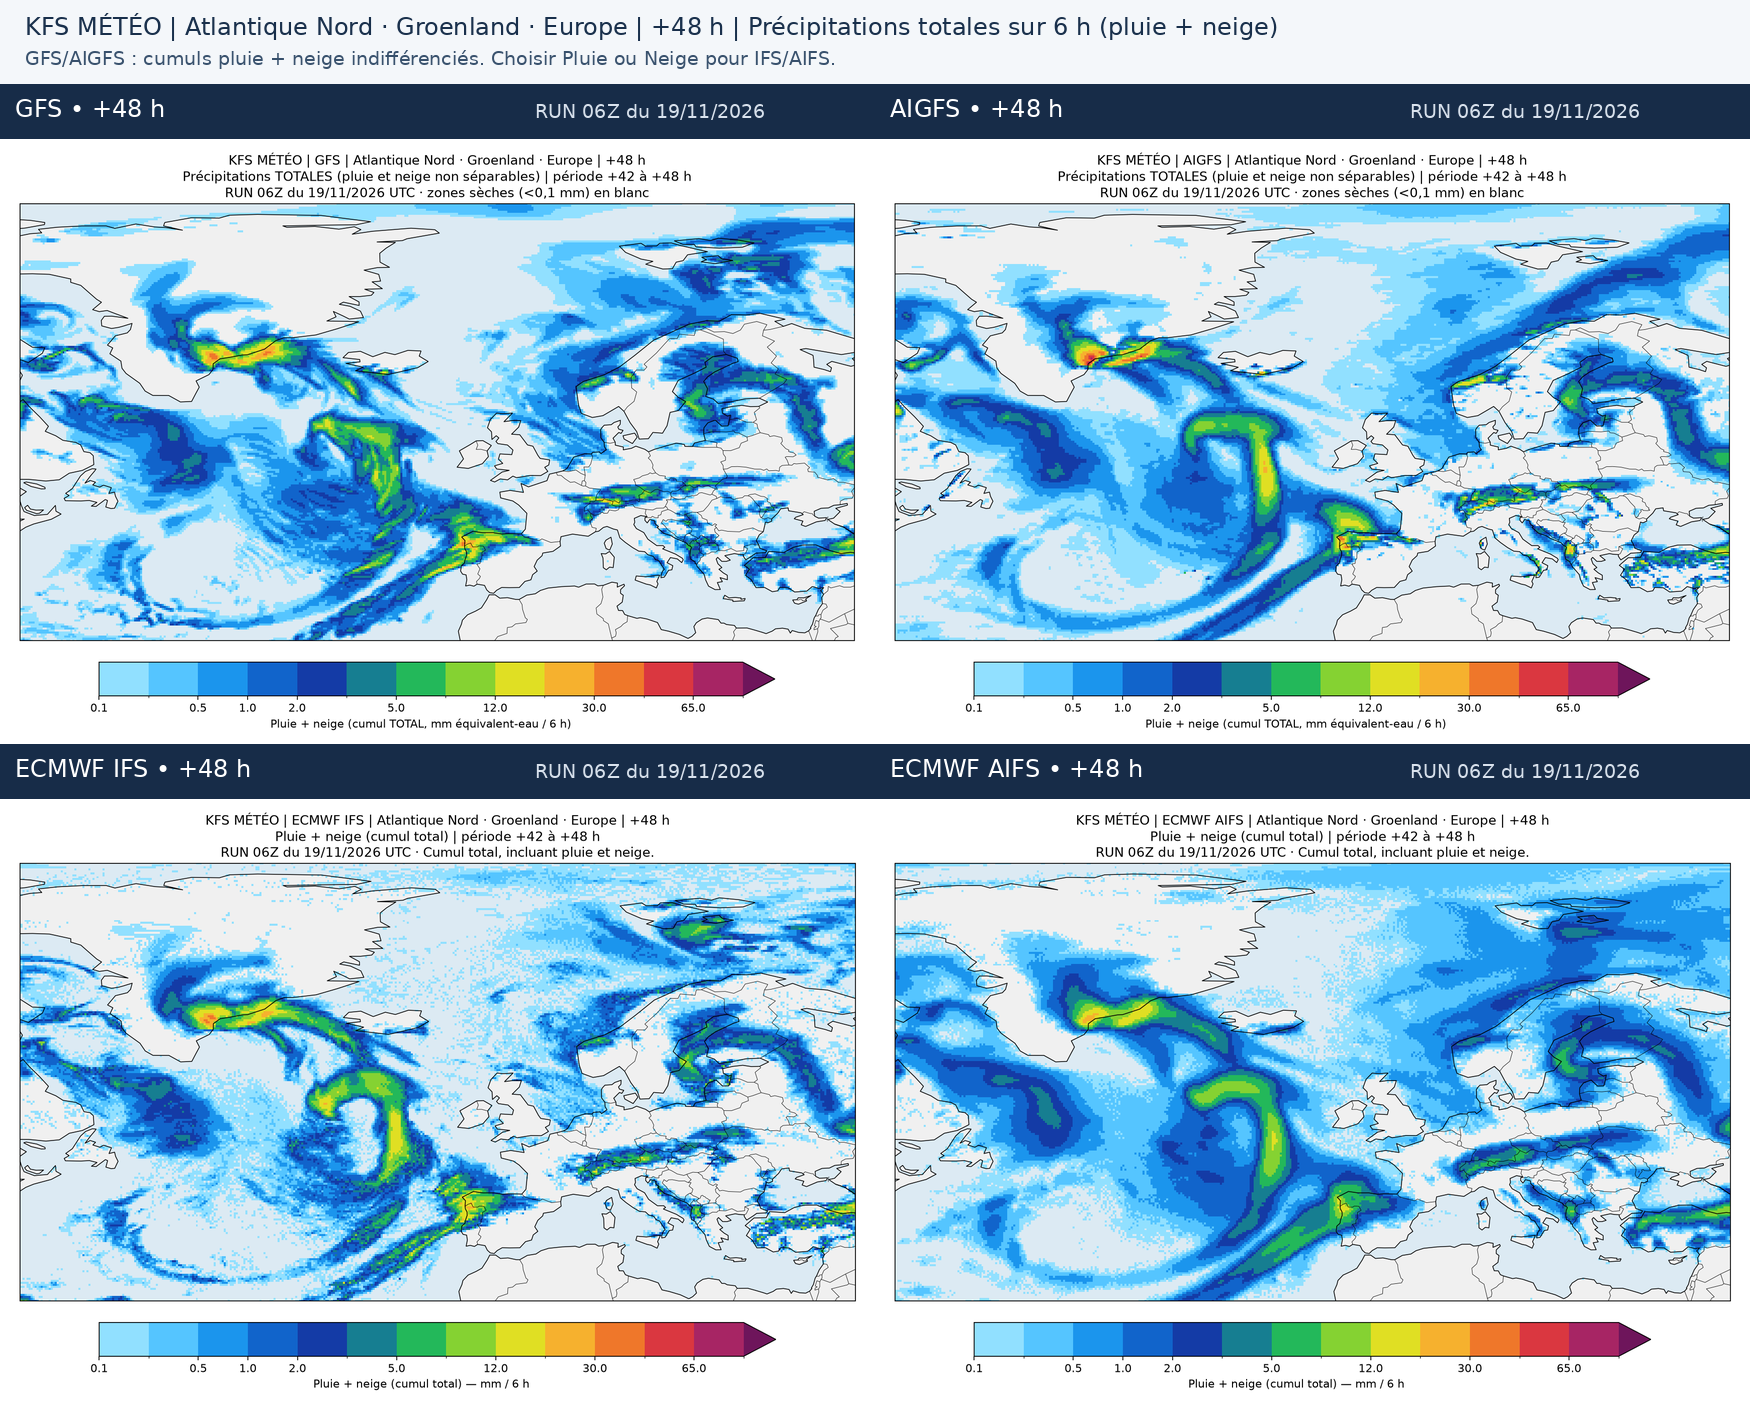 KFS MÉTÉO | Atlantique Nord · Groenland · Europe | +48 h | Précipitations totales sur 6 h (pluie + neige)
GFS/AIGFS : cumuls pluie + neige indifférenciés. Choisir Pluie ou Neige pour IFS/AIFS.
GFS • +48 h
RUN 06Z du 19/11/2026
AIGFS • +48 h
RUN 06Z du 19/11/2026
KFS MÉTÉO | GFS | Atlantique Nord · Groenland · Europe | +48 h
Précipitations TOTALES (pluie et neige non séparables) | période +42 à +48 h
RUN 06Z du 19/11/2026 UTC · zones sèches (<0,1 mm) en blanc
0.1 0.5 1.0 2.0 5.0 12.0 30.0 65.0
Pluie + neige (cumul TOTAL, mm équivalent-eau / 6 h)
KFS MÉTÉO | AIGFS | Atlantique Nord · Groenland · Europe | +48 h
Précipitations TOTALES (pluie et neige non séparables) | période +42 à +48 h
RUN 06Z du 19/11/2026 UTC · zones sèches (<0,1 mm) en blanc
0.1 0.5 1.0 2.0 5.0 12.0 30.0 65.0
Pluie + neige (cumul TOTAL, mm équivalent-eau / 6 h)
ECMWF IFS • +48 h
RUN 06Z du 19/11/2026
ECMWF AIFS • +48 h
RUN 06Z du 19/11/2026
KFS MÉTÉO | ECMWF IFS | Atlantique Nord · Groenland · Europe | +48 h
Pluie + neige (cumul total) | période +42 à +48 h
RUN 06Z du 19/11/2026 UTC · Cumul total, incluant pluie et neige.
0.1 0.5 1.0 2.0 5.0 12.0 30.0 65.0
Pluie + neige (cumul total) — mm / 6 h
KFS MÉTÉO | ECMWF AIFS | Atlantique Nord · Groenland · Europe | +48 h
Pluie + neige (cumul total) | période +42 à +48 h
RUN 06Z du 19/11/2026 UTC · Cumul total, incluant pluie et neige.
0.1 0.5 1.0 2.0 5.0 12.0 30.0 65.0
Pluie + neige (cumul total) — mm / 6 h